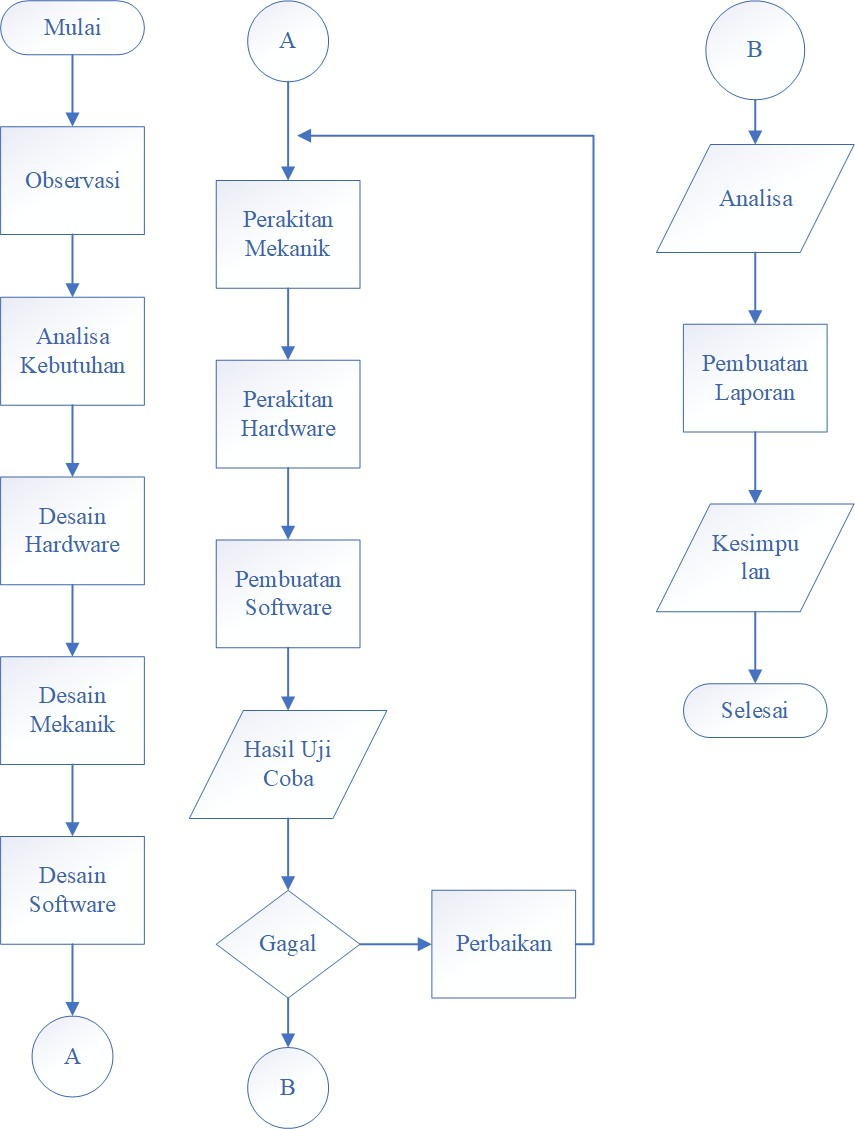 Mulai
Observasi
Analisa
Kebutuhan
Desain
Hardware
Desain
Mekanik
Desain
Software
A
A
Perakitan
Mekanik
Perakitan
Hardware
Pembuatan
Software
Hasil Uji
Coba
Gagal
Perbaikan
B
B
Analisa
Pembuatan
Laporan
Kesimpu
lan
Selesai